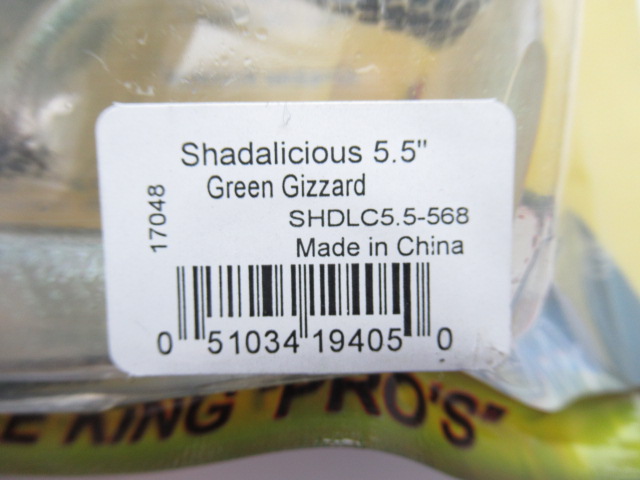 Shadalicious 5.5"
Green Gizzard
17048
SHDLC5.5-568
Made in China
0 51034 19405 0
KING "PRO'S"